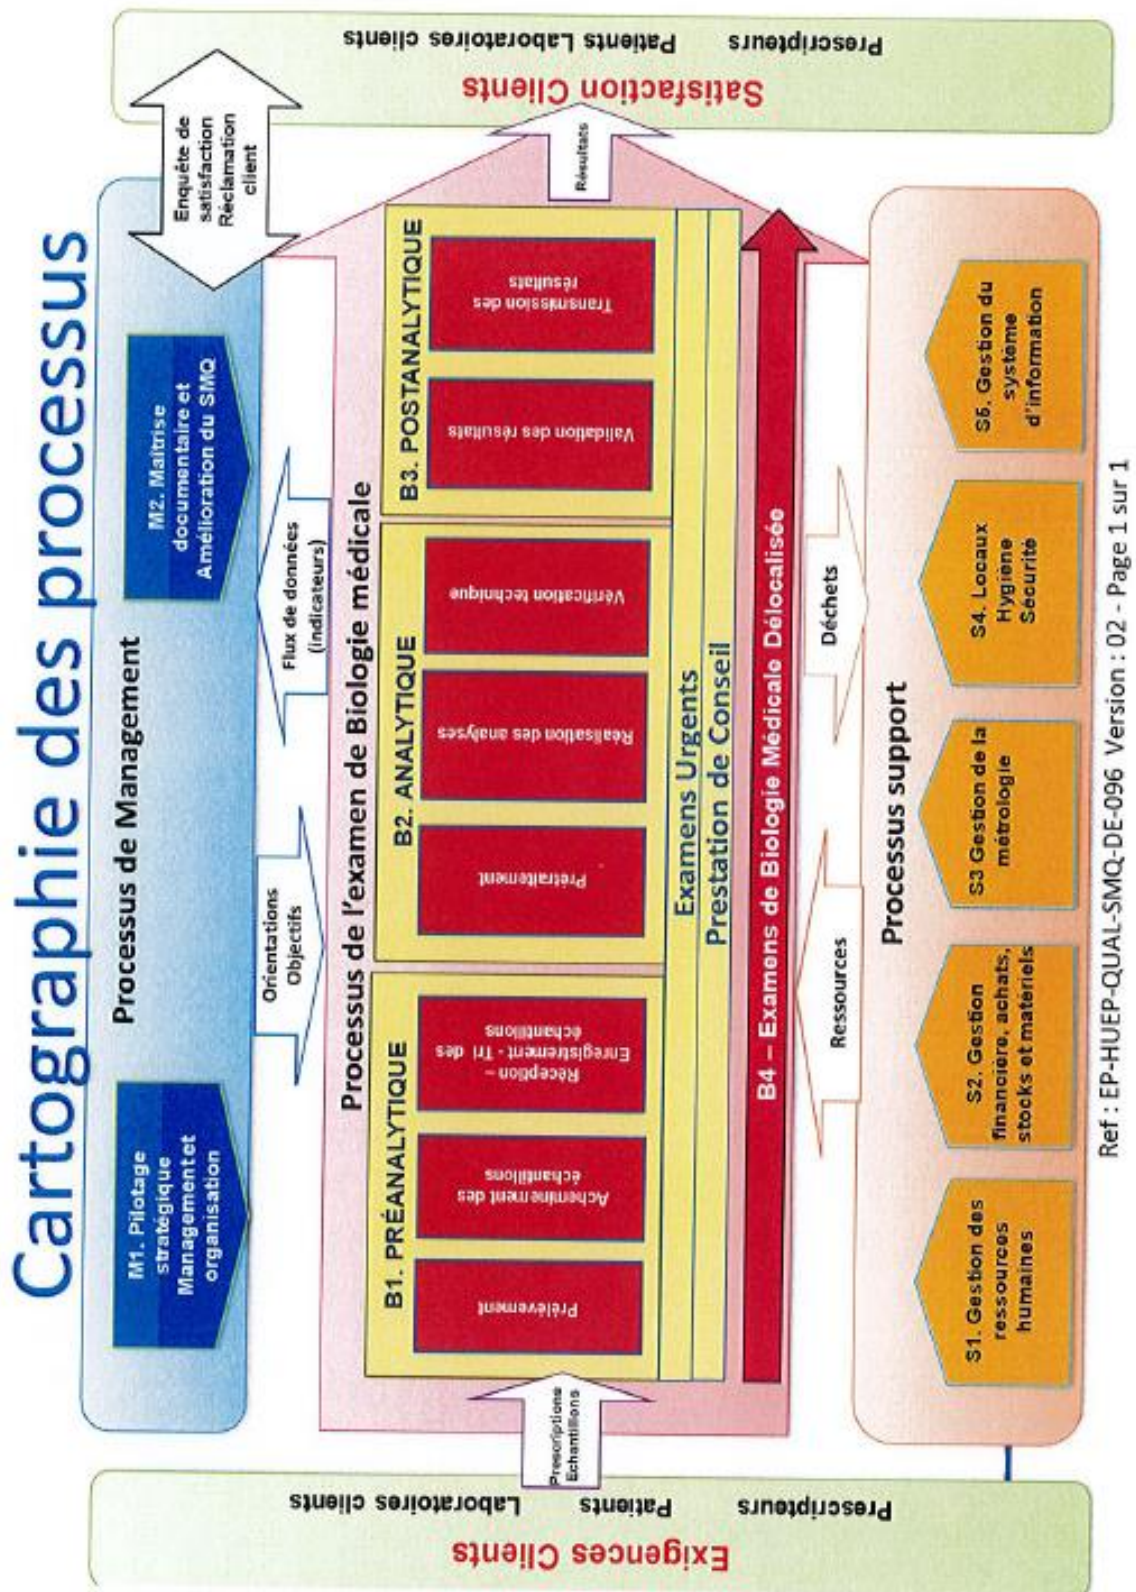 Cartographie des processus
Exigences Clients
Prescripteurs Patients Laboratoires clients
Processus de Management
M1. Pilotage
stratégique
Management et
organisation
M2. Maîtrise
documentaire et
Amélioration du SMQ
Enquête de
satisfaction
Réclamation
client
Orientations
Objectifs
Flux de données
(indicateurs)
Prescriptions
Echantillons
Processus de l'examen de Biologie médicale
B1. PRÉANALYTIQUE
Prélèvement
Acheminement des
échantillons
Réception –
Enregistrement - Tri des
échantillons
B2. ANALYTIQUE
Prétraitement
Réalisation des analyses
Vérification technique
B3. POSTANALYTIQUE
Validation des résultats
Transmission des
résultats
Examens Urgents
Prestation de Conseil
B4 – Examons de Biologie Médicale Délocalisée
Résultats
Satisfaction Clients
Prescripteurs Patients Laboratoires clients
Ressources
Déchets
Processus support
S1. Gestion des
ressources
humaines
S2. Gestion
financière, achats,
stocks et matériels
S3 Gestion de la
métrologie
S4. Locaux
Hygiène
Sécurité
S5. Gestion du
système
d'information
Ref : EP-HUEP-QUAL-SMQ-DE-096 Version : 02 - Page 1 sur 1